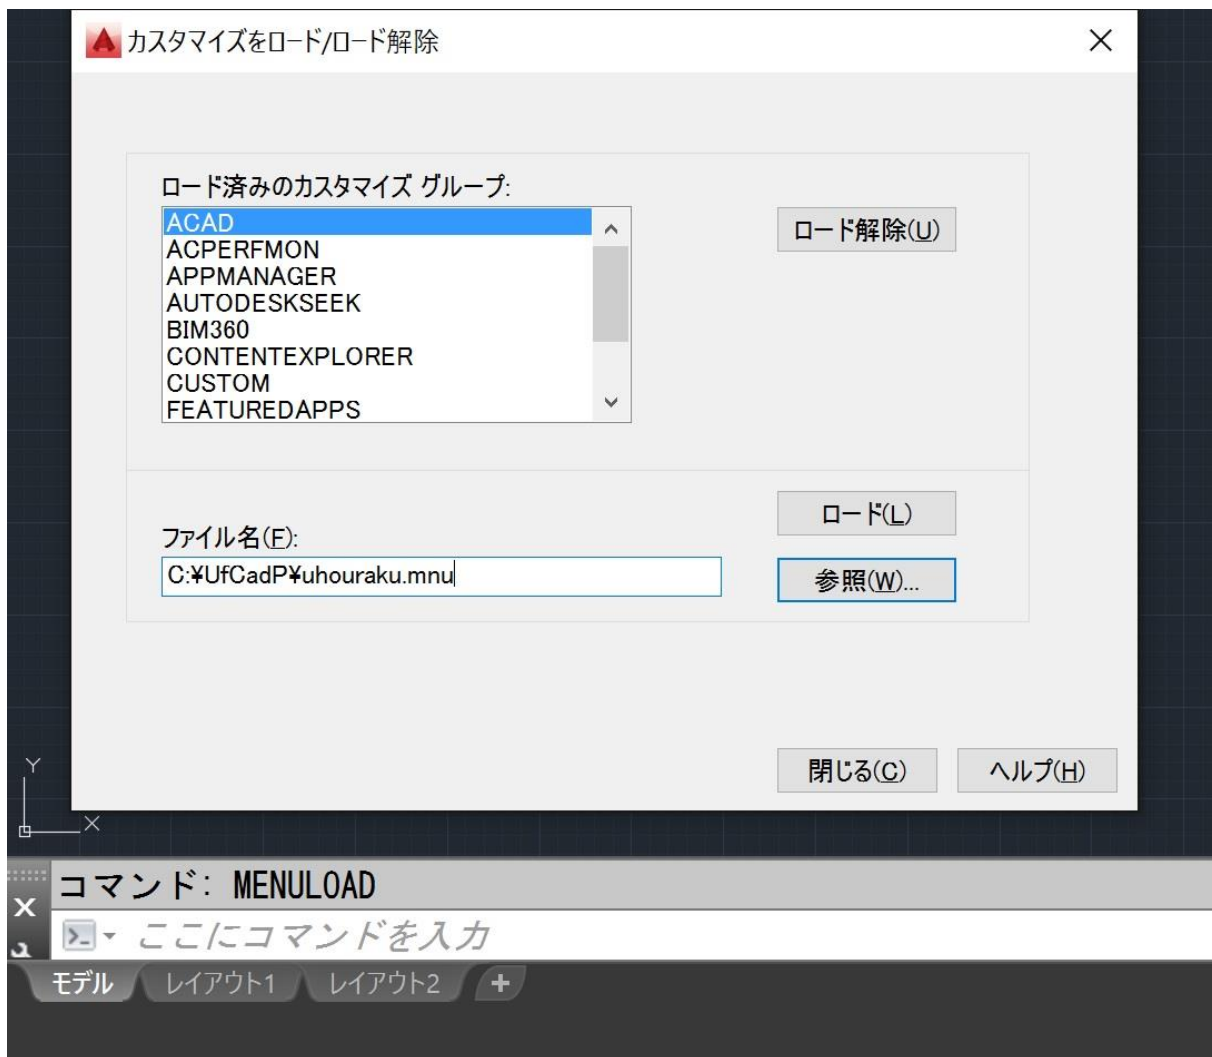 カスタマイズをロード/ロード解除
ロード済みのカスタマイズ グループ:
ACAD
ACPERFMON
APPMANAGER
AUTODESKSEEK
BIM360
CONTENTEXPLORER
CUSTOM
FEATUREDAPPS
ロード解除(U)
ロード(L)
ファイル名(F):
C:¥UfCadP¥uhouraku.mnu
参照(W)...
閉じる(C)
ヘルプ(H)
Y
X
コマンド: MENULOAD
ここにコマンドを入力
モデル レイアウト1 レイアウト2 +